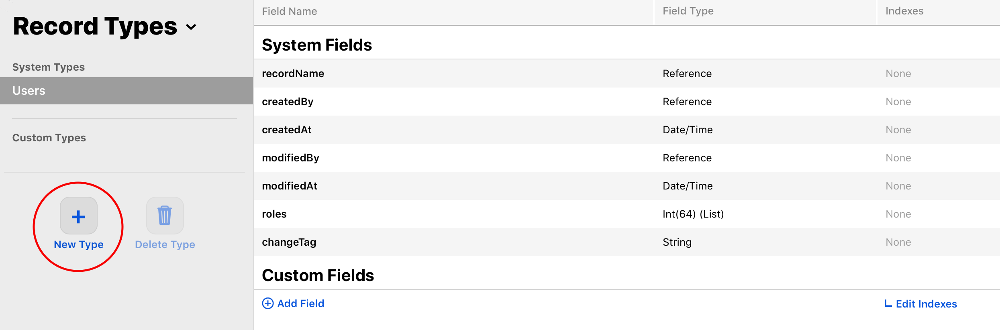 Record Types
System Types
Users
Custom Types
New Type
Delete Type
Field Name Field Type Indexes
System Fields
recordName Reference None
createdBy Reference None
createdAt Date/Time None
modifiedBy Reference None
modifiedAt Date/Time None
roles Int(64) (List) None
changeTag String None
Custom Fields
Add Field Edit Indexes